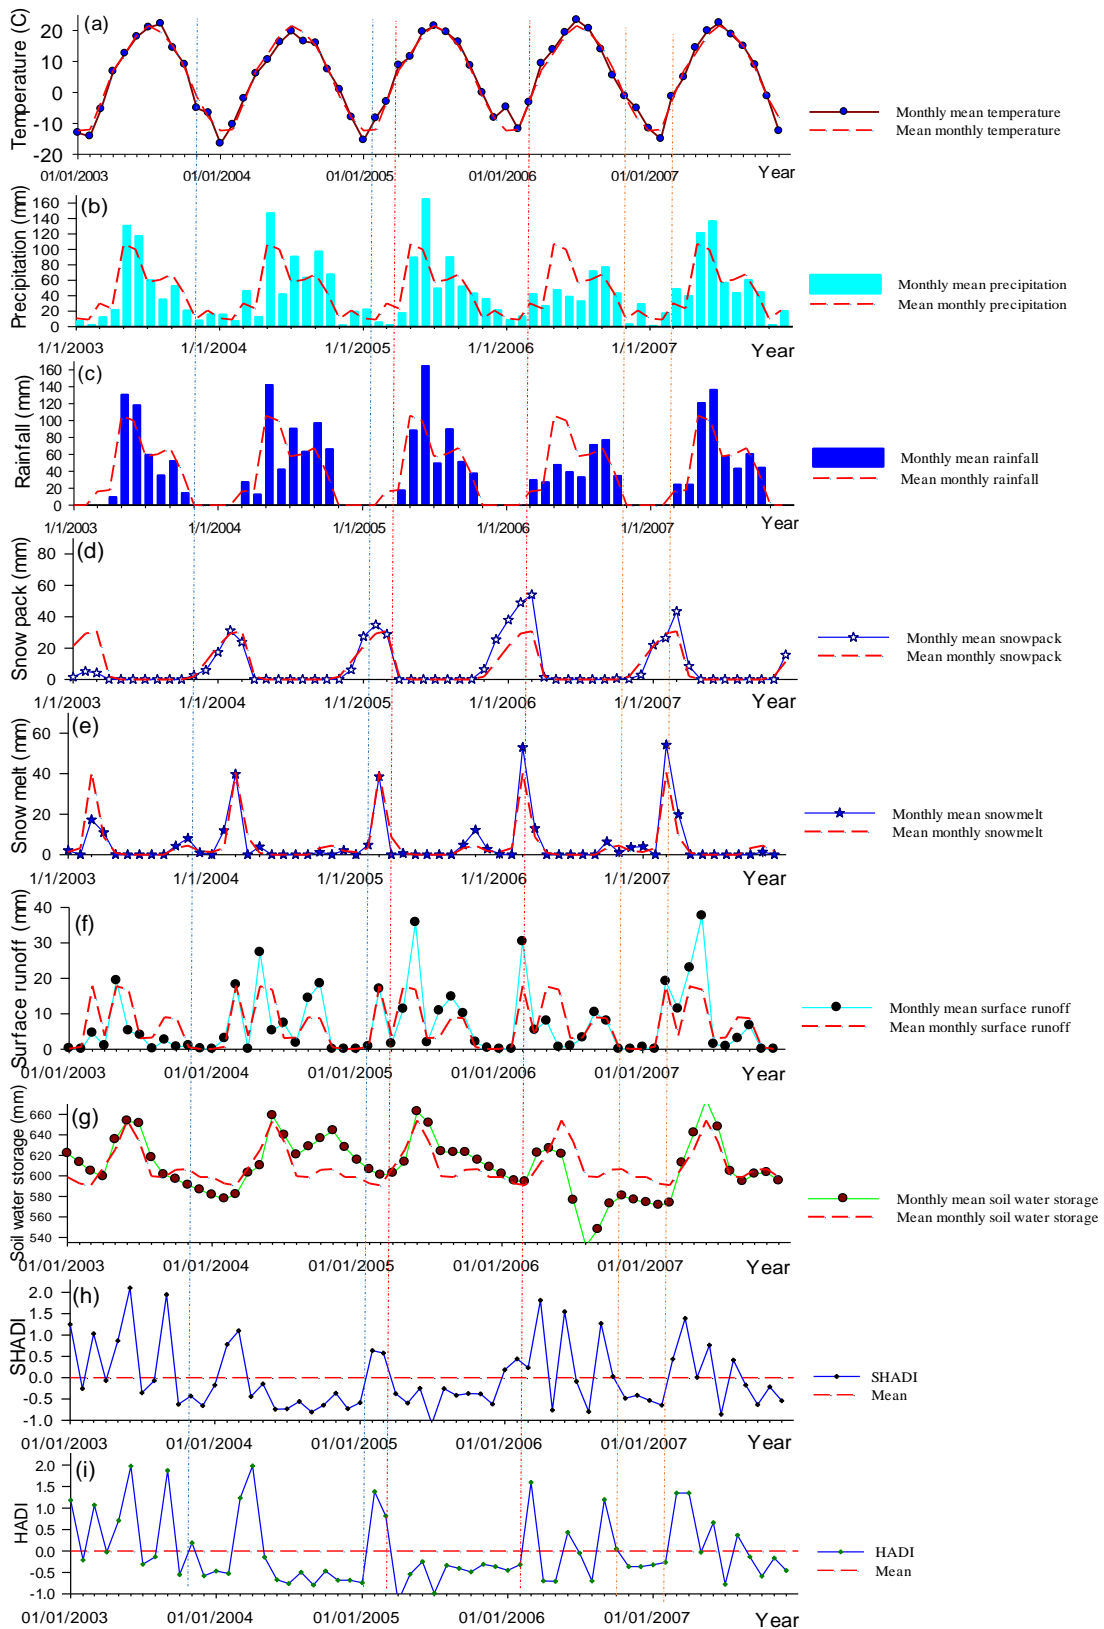 (a)
Temperature (C)
20
10
0
-10
-20
01/01/2003 01/01/2004 01/01/2005 01/01/2006 01/01/2007
Year
Monthly mean temperature
Mean monthly temperature
(b)
Precipitation (mm)
160
140
120
100
80
60
40
20
0
1/1/2003 1/1/2004 1/1/2005 1/1/2006 1/1/2007
Year
Monthly mean precipitation
Mean monthly precipitation
(c)
Rainfall (mm)
160
140
120
100
80
60
40
20
0
1/1/2003 1/1/2004 1/1/2005 1/1/2006 1/1/2007
Year
Monthly mean rainfall
Mean monthly rainfall
(d)
Snow pack (mm)
80
60
40
20
0
1/1/2003 1/1/2004 1/1/2005 1/1/2006 1/1/2007
Year
Monthly mean snowpack
Mean monthly snowpack
(e)
Snow melt (mm)
60
40
20
0
1/1/2003 1/1/2004 1/1/2005 1/1/2006 1/1/2007
Year
Monthly mean snowmelt
Mean monthly snowmelt
(f)
Surface runoff (mm)
40
30
20
10
0
01/01/2003 01/01/2004 01/01/2005 01/01/2006 01/01/2007
Year
Monthly mean surface runoff
Mean monthly surface runoff
(g)
Soil water storage (mm)
660
640
620
600
580
560
540
01/01/2003 01/01/2004 01/01/2005 01/01/2006 01/01/2007
Year
Monthly mean soil water storage
Mean monthly soil water storage
(h)
SHADI
2.0
1.5
1.0
0.5
0.0
-0.5
-1.0
01/01/2003 01/01/2004 01/01/2005 01/01/2006 01/01/2007
Year
SHADI
Mean
(i)
HADI
2.0
1.5
1.0
0.5
0.0
-0.5
-1.0
01/01/2003 01/01/2004 01/01/2005 01/01/2006 01/01/2007
Year
HADI
Mean